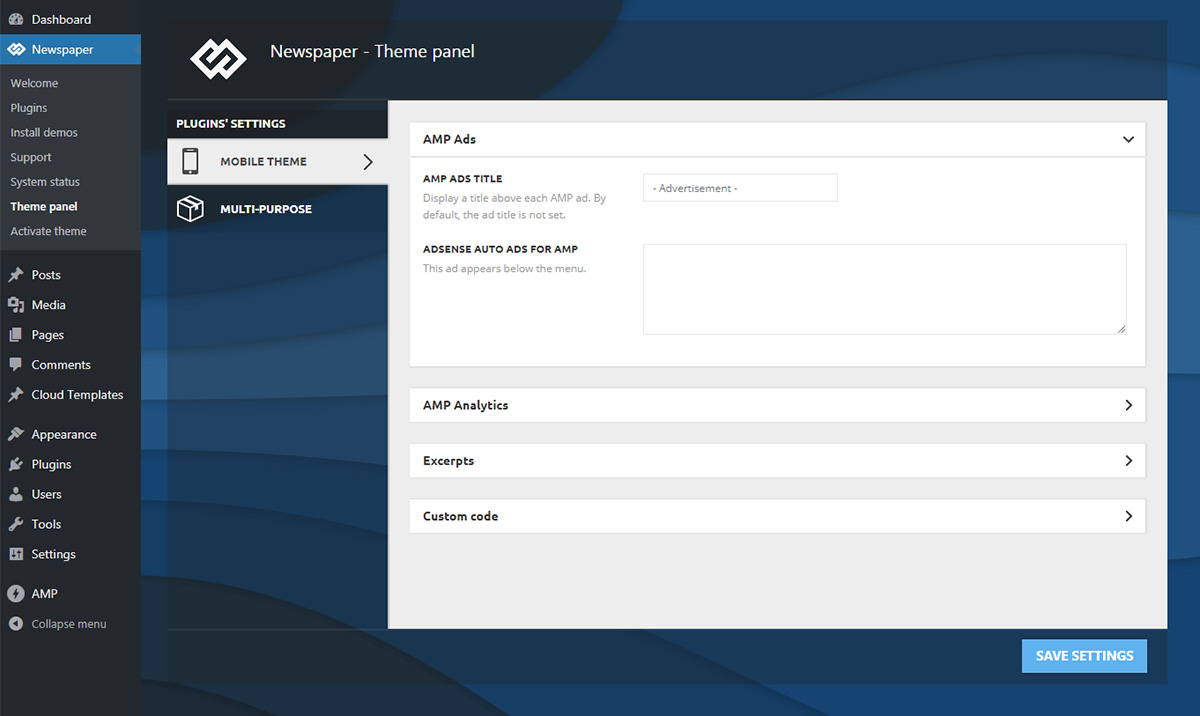 Dashboard
Newspaper
Welcome
Plugins
Install demos
Support
System status
Theme panel
Activate theme
Posts
Media
Pages
Comments
Cloud Templates
Appearance
Plugins
Users
Tools
Settings
AMP
Collapse menu
Newspaper - Theme panel
PLUGINS' SETTINGS
MOBILE THEME
MULTI-PURPOSE
AMP Ads
AMP ADS TITLE
Display a title above each AMP ad. By
default, the ad title is not set.
- Advertisement -
ADSENSE AUTO ADS FOR AMP
This ad appears below the menu.
AMP Analytics
Excerpts
Custom code
SAVE SETTINGS